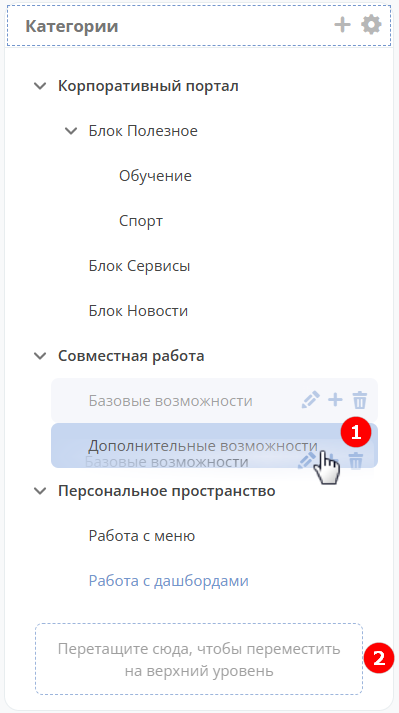 Категории
Корпоративный портал
Блок Полезное
Обучение
Спорт
Блок Сервисы
Блок Новости
Совместная работа
Базовые возможности
1
Дополнительные возможности
Базовые возможности
Персональное пространство
Работа с меню
Работа с дашбордами
Перетащите сюда, чтобы переместить
на верхний уровень
2